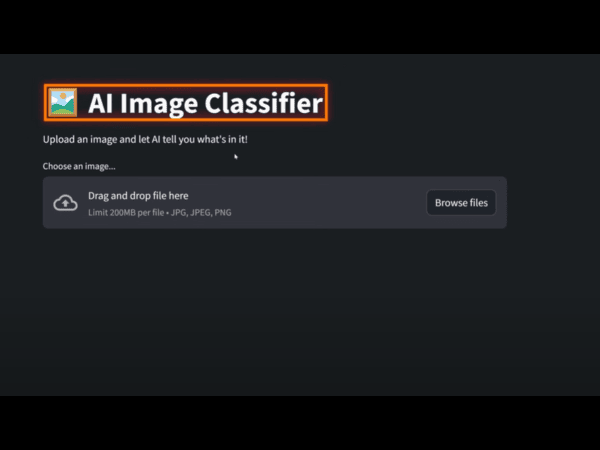 AI Image Classifier
Upload an image and let AI tell you what's in it!
Choose an image...
Drag and drop file here
Limit 200MB per file • JPG, JPEG, PNG
Browse files